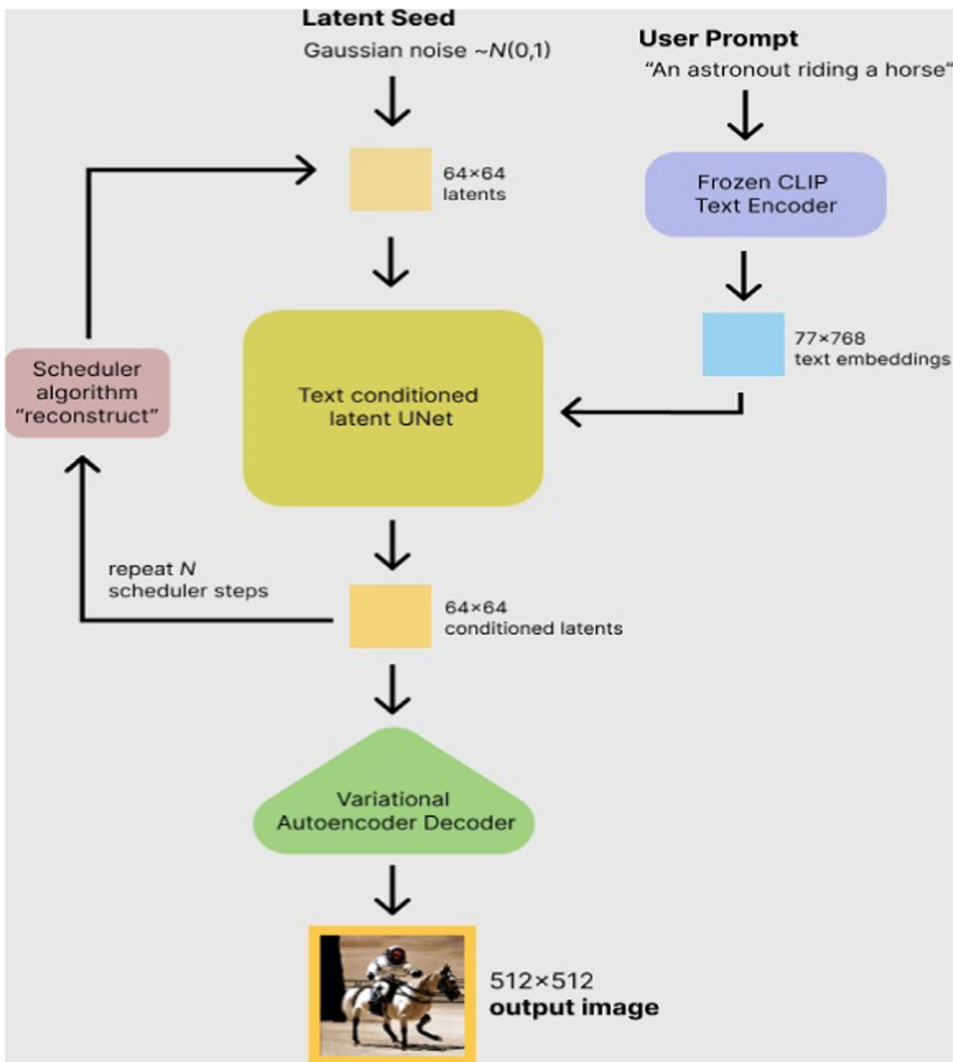 Latent Seed
Gaussian noise ~N(0,1)
User Prompt
“An astronout riding a horse“
64×64
latents
Frozen CLIP
Text Encoder
77×768
text embeddings
Scheduler
algorithm
“reconstruct”
Text conditioned
latent UNet
repeat N
scheduler steps
64×64
conditioned latents
Variational
Autoencoder Decoder
512×512
output image